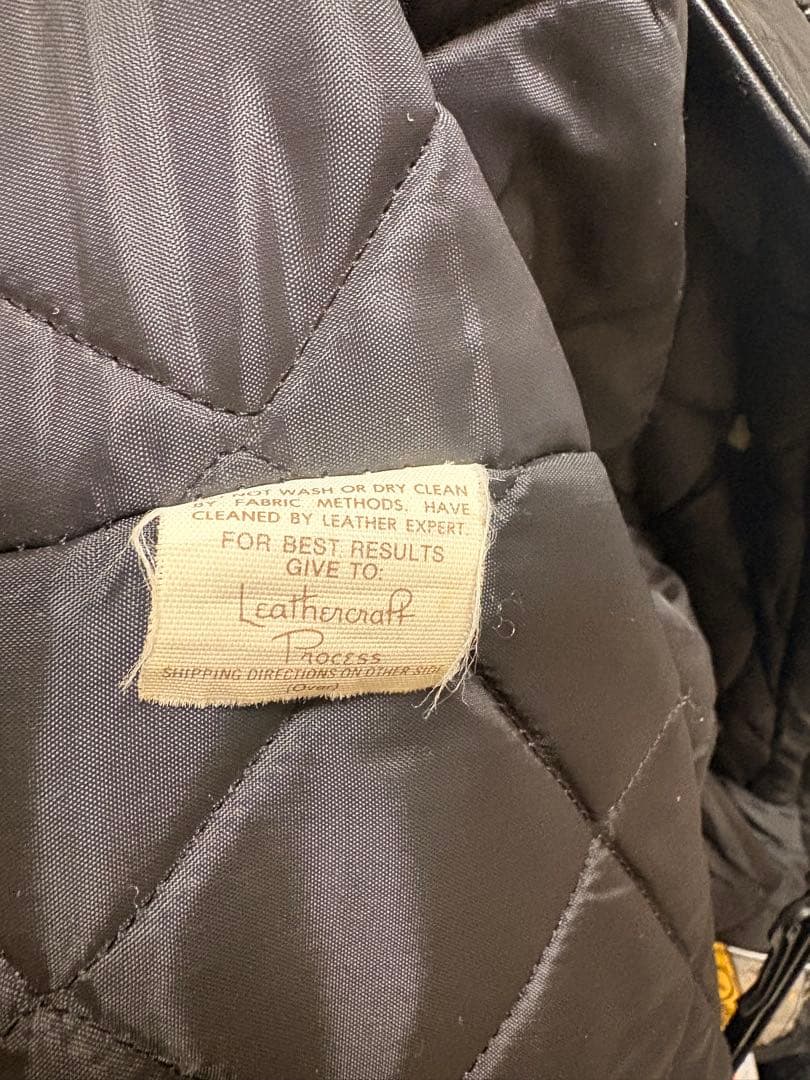 NOT WASH OR DRY CLEAN
BY FABRIC METHODS. HAVE
CLEANED BY LEATHER EXPERT.
FOR BEST RESULTS
GIVE TO:
Leathercraft
Process
SHIPPING DIRECTIONS ON OTHER SIDE
(Over)